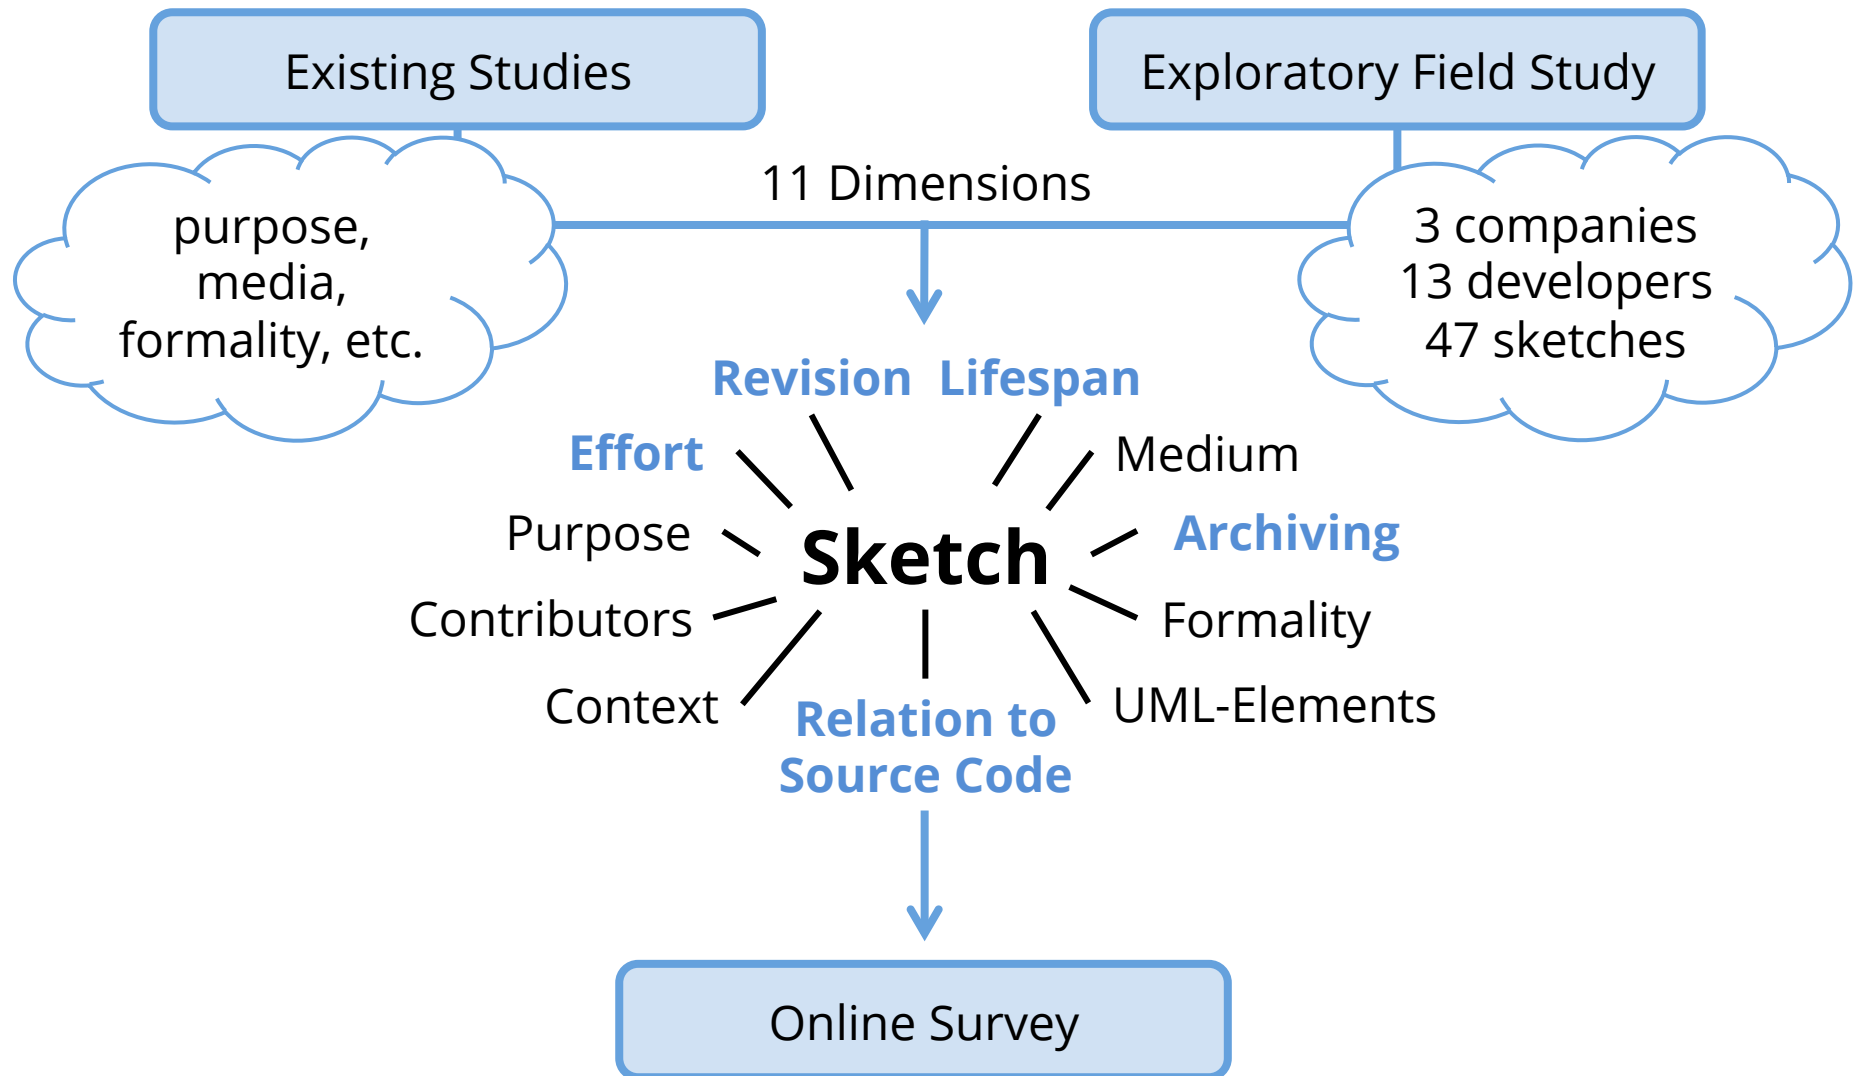 Existing Studies
Exploratory Field Study
11 Dimensions
purpose,
media,
formality, etc.
3 companies
13 developers
47 sketches
Revision
Lifespan
Effort
Medium
Purpose
Sketch
Archiving
Contributors
Formality
Context
Relation to
Source Code
UML-Elements
Online Survey